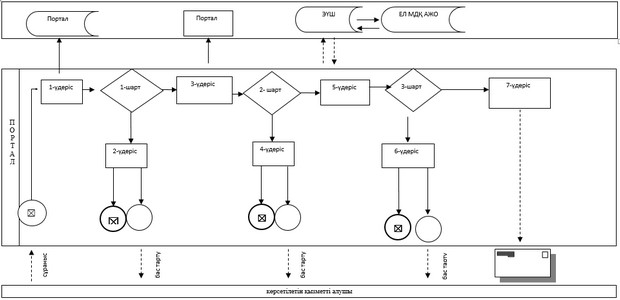 Портал
Портал
ЭҮШ
ЕЛ МДҚ АЖО
1-үдеріс
1-шарт
3-үдеріс
2- шарт
5-үдеріс
3-шарт
7-үдеріс
ПОРТАЛ
2-үдеріс
4-үдеріс
6-үдеріс
сұраныс
бас тарту
бас тарту
бас тарту
көрсетілетін қызметті алушы